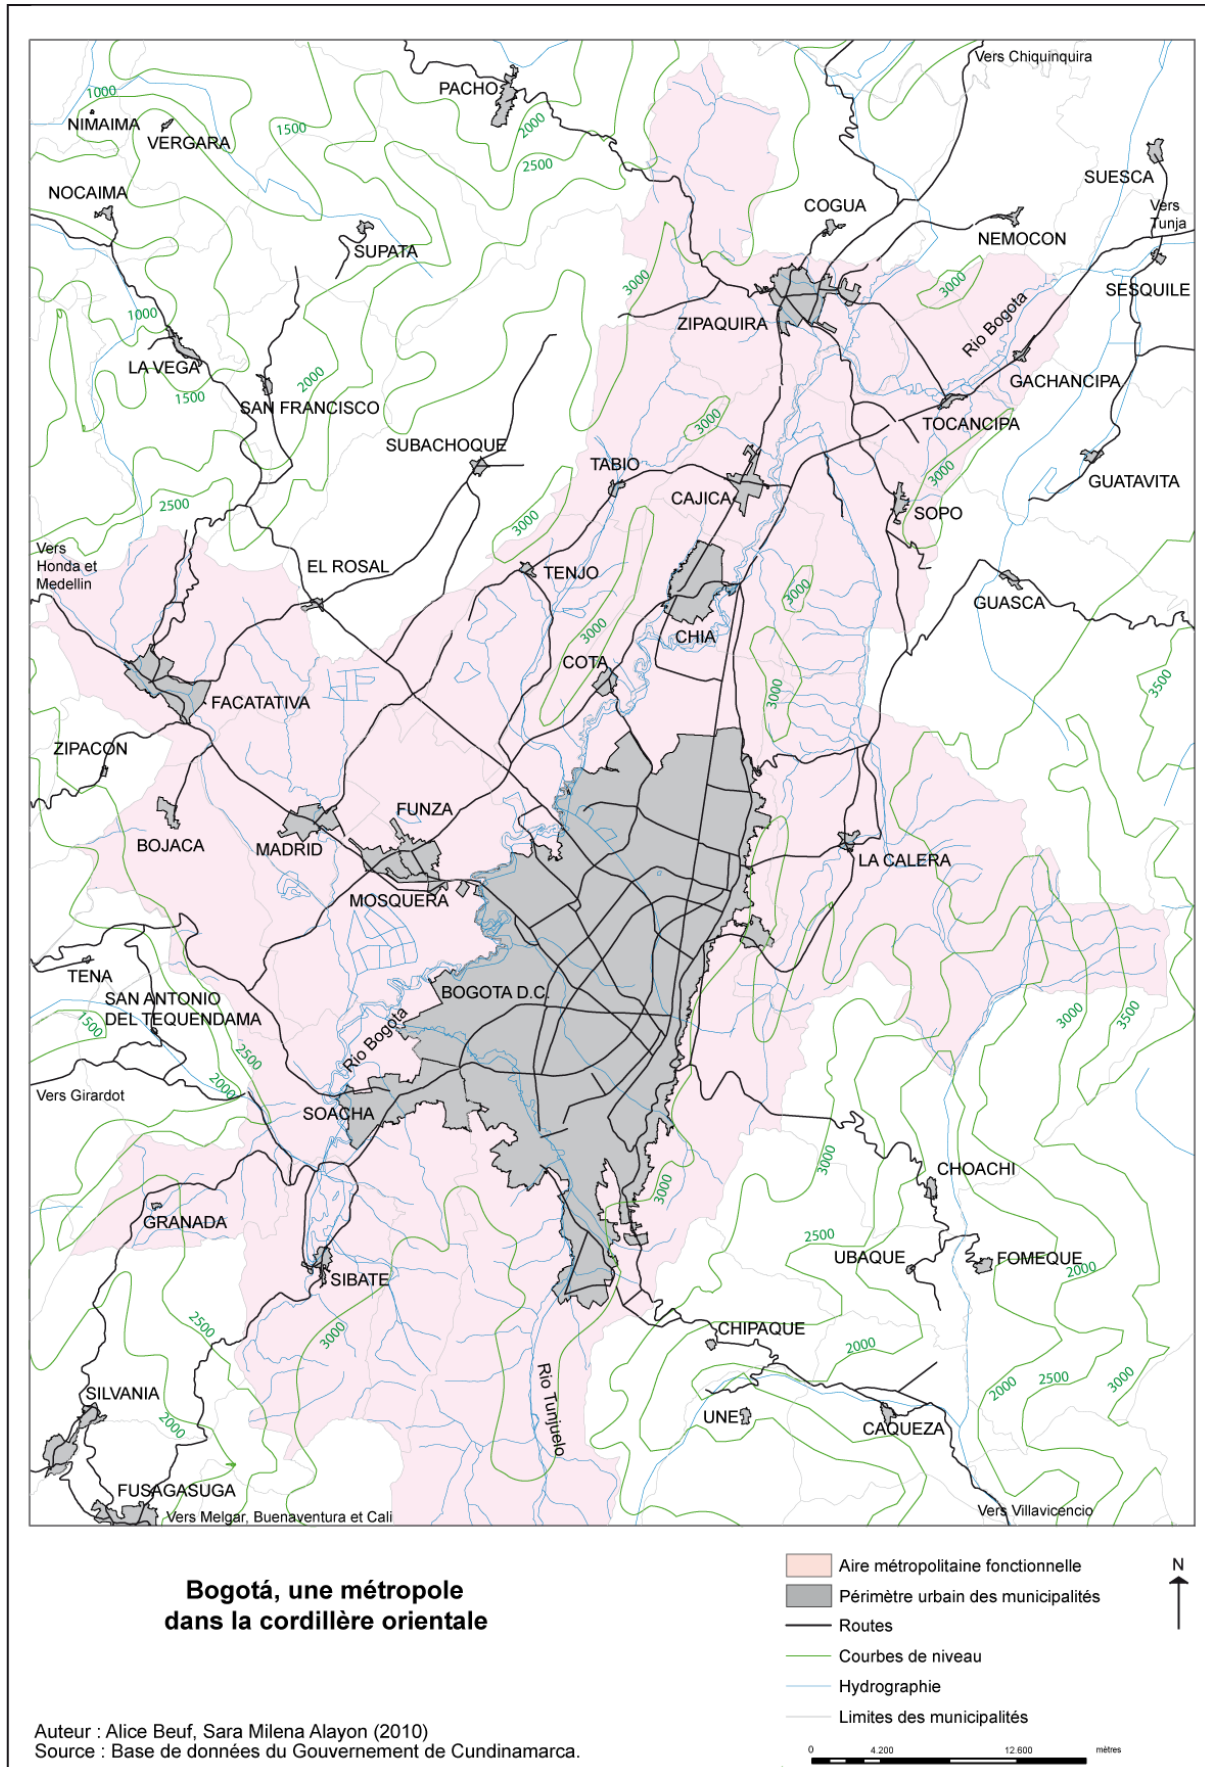 Vers Chiquinquira
PACHO
1000
NIMAIMA
VERGARA
1500
2000
2500
SUESCA
NOCAIMA
COGUA
Vers
Tunja
NEMOCON
SUPATA
SESQUILE
3000
3000
1000
ZIPAQUIRA
Rio Bogota
LA VEGA
GACHANCIPA
2000
1500
SAN FRANCISCO
TOCANCIPA
3000
SUBACHOQUE
TABIO
3000
GUATAVITA
CAJICA
2500
SOPO
3000
Vers
Honda et
Medellin
EL ROSAL
TENJO
3000
GUASCA
3000
CHIA
COTA
3000
3500
FACATATIVA
ZIPACON
FUNZA
BOJACA
MADRID
LA CALERA
MOSQUERA
TENA
BOGOTA D.C.
SAN ANTONIO
DEL TEQUENDAMA
1500
3000
3500
Rio Bogota
2500
2000
Vers Girardot
SOACHA
3000
CHOACHI
3000
GRANADA
2500
UBAQUE
FOMEQUE
2000
SIBATE
2500
3000
CHIPAQUE
2000
Rio Tunjuelo
2500
3000
2000
SILVANIA
2000
UNE
CAQUEZA
FUSAGASUGA
Vers Melgar, Buenaventura et Cali
Vers Villavicencio
Bogotá, une métropole
dans la cordillère orientale
Aire métropolitaine fonctionnelle
Périmètre urbain des municipalités
Routes
Courbes de niveau
Hydrographie
Limites des municipalités
N
Auteur : Alice Beuf, Sara Milena Alayon (2010)
Source : Base de données du Gouvernement de Cundinamarca.
0 4.200 12.600 mètres